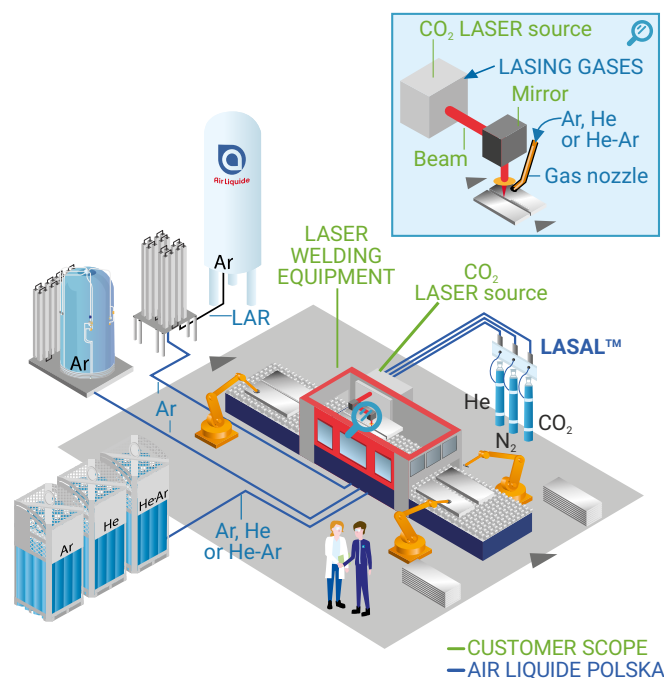 CO₂ LASER source
LASING GASES
Mirror
Ar, He
or He-Ar
Beam
Gas nozzle
Air Liquide
Ar
LAR
LASER
WELDING
EQUIPMENT
CO₂
LASER source
LASAL™
He
N₂
CO₂
Ar
Ar
Ar
He
He-Ar
Ar, He
or He-Ar
CUSTOMER SCOPE
AIR LIQUIDE POLSKA